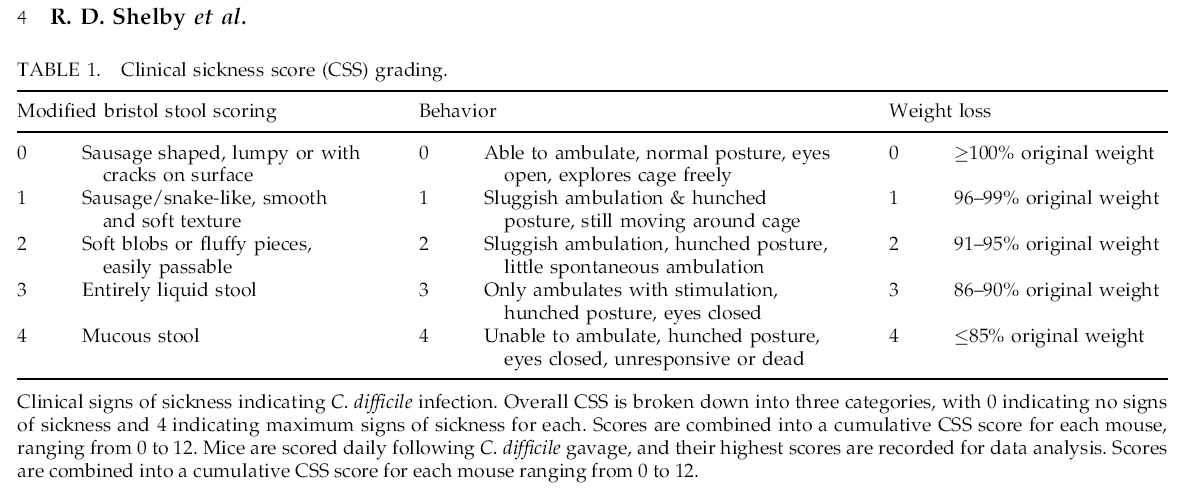 4 R. D. Shelby et al.
TABLE 1. Clinical sickness score (CSS) grading.
Modified bristol stool scoring Behavior Weight loss
0 Sausage shaped, lumpy or with 0 Able to ambulate, normal posture, eyes 0 ≥100% original weight
cracks on surface open, explores cage freely
1 Sausage/snake-like, smooth 1 Sluggish ambulation & hunched 1 96–99% original weight
and soft texture posture, still moving around cage
2 Soft blobs or fluffy pieces, 2 Sluggish ambulation, hunched posture, 2 91–95% original weight
easily passable little spontaneous ambulation
3 Entirely liquid stool 3 Only ambulates with stimulation, 3 86–90% original weight
hunched posture, eyes closed
4 Mucous stool 4 Unable to ambulate, hunched posture, 4 ≤85% original weight
eyes closed, unresponsive or dead
Clinical signs of sickness indicating C. difficile infection. Overall CSS is broken down into three categories, with 0 indicating no signs
of sickness and 4 indicating maximum signs of sickness for each. Scores are combined into a cumulative CSS score for each mouse,
ranging from 0 to 12. Mice are scored daily following C. difficile gavage, and their highest scores are recorded for data analysis. Scores
are combined into a cumulative CSS score for each mouse ranging from 0 to 12.